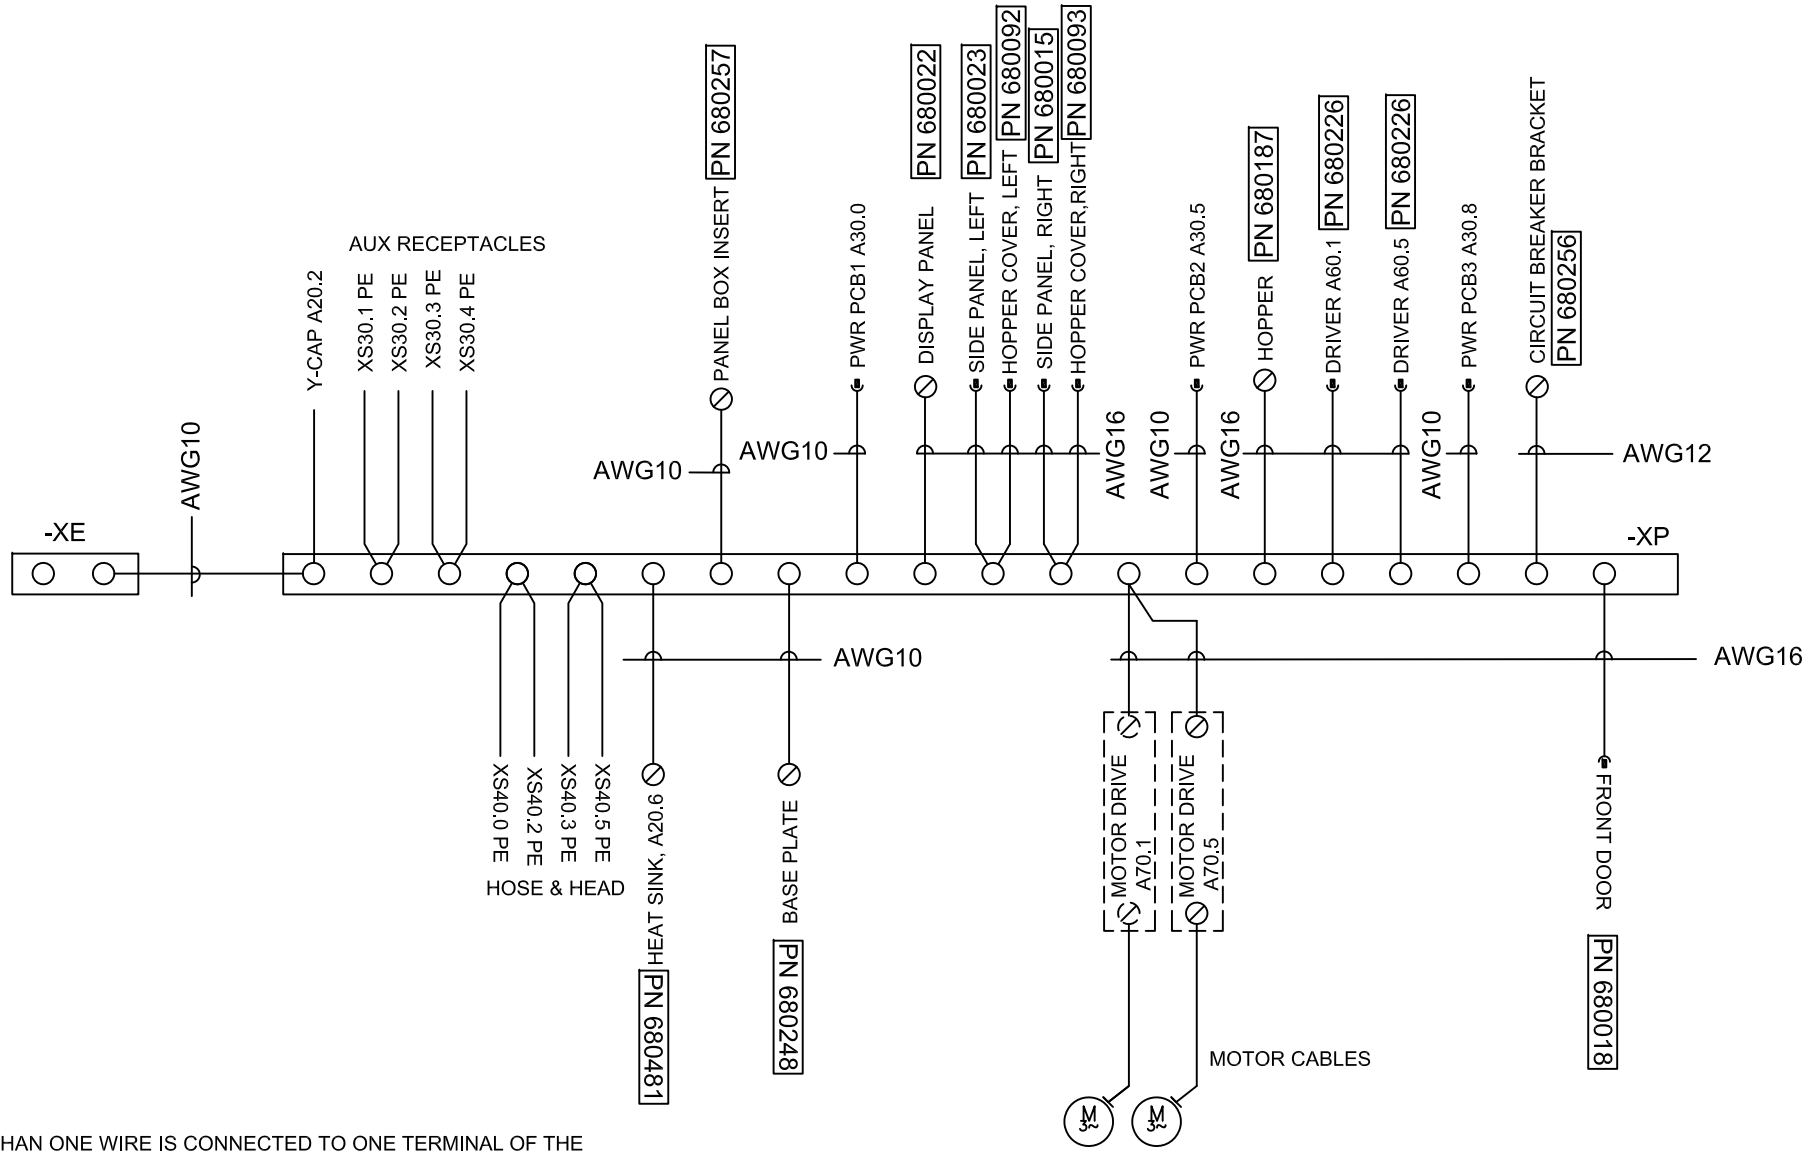 PN 680257
PN 680022
PN 680023
PN 680092
PN 680015
PN 680093
PN 680187
PN 680226
PN 680226
PN 680256
AUX RECEPTACLES
Y-CAP A20.2
XS30.1 PE
XS30.2 PE
XS30.3 PE
XS30.4 PE
PANEL BOX INSERT
PWR PCB1 A30.0
DISPLAY PANEL
SIDE PANEL, LEFT
HOPPER COVER, LEFT
SIDE PANEL, RIGHT
HOPPER COVER,RIGHT
PWR PCB2 A30.5
HOPPER
DRIVER A60.1
DRIVER A60.5
PWR PCB3 A30.8
CIRCUIT BREAKER BRACKET
AWG10
AWG10
AWG10
AWG16
AWG10
AWG16
AWG10
AWG12
-XE
-XP
AWG10
AWG16
XS40.0 PE
XS40.2 PE
XS40.3 PE
XS40.5 PE
HOSE & HEAD
HEAT SINK, A20.6
PN 680481
BASE PLATE
PN 680248
MOTOR DRIVE
A70.1
MOTOR DRIVE
A70.5
FRONT DOOR
PN 680018
MOTOR CABLES
M
3~
M
3~
HAN ONE WIRE IS CONNECTED TO ONE TERMINAL OF THE